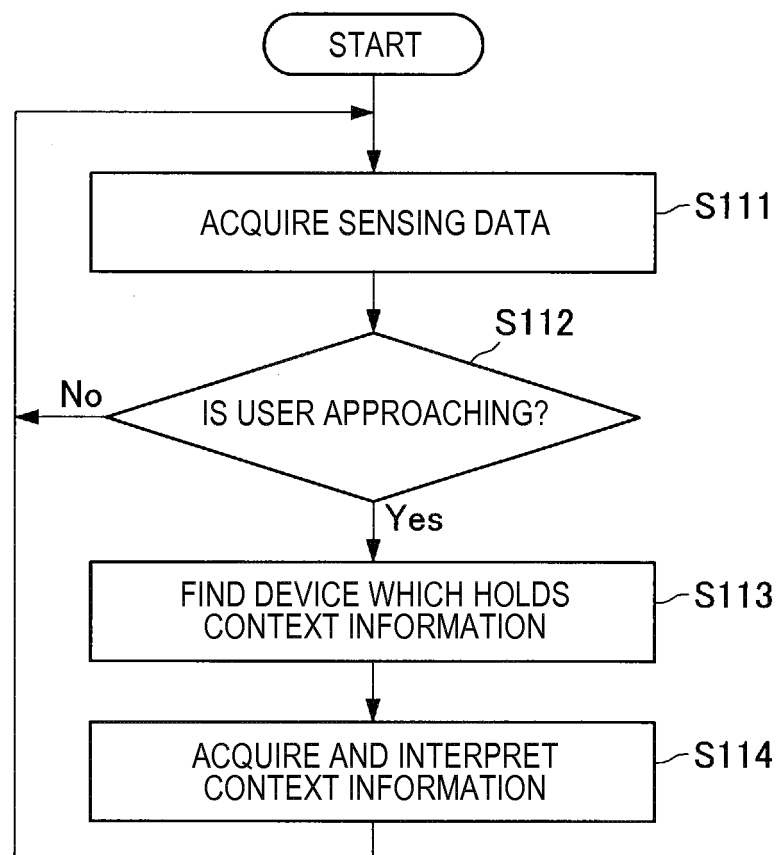 START
ACQUIRE SENSING DATA
S111
S112
IS USER APPROACHING?
No
Yes
FIND DEVICE WHICH HOLDS
CONTEXT INFORMATION
S113
ACQUIRE AND INTERPRET
CONTEXT INFORMATION
S114